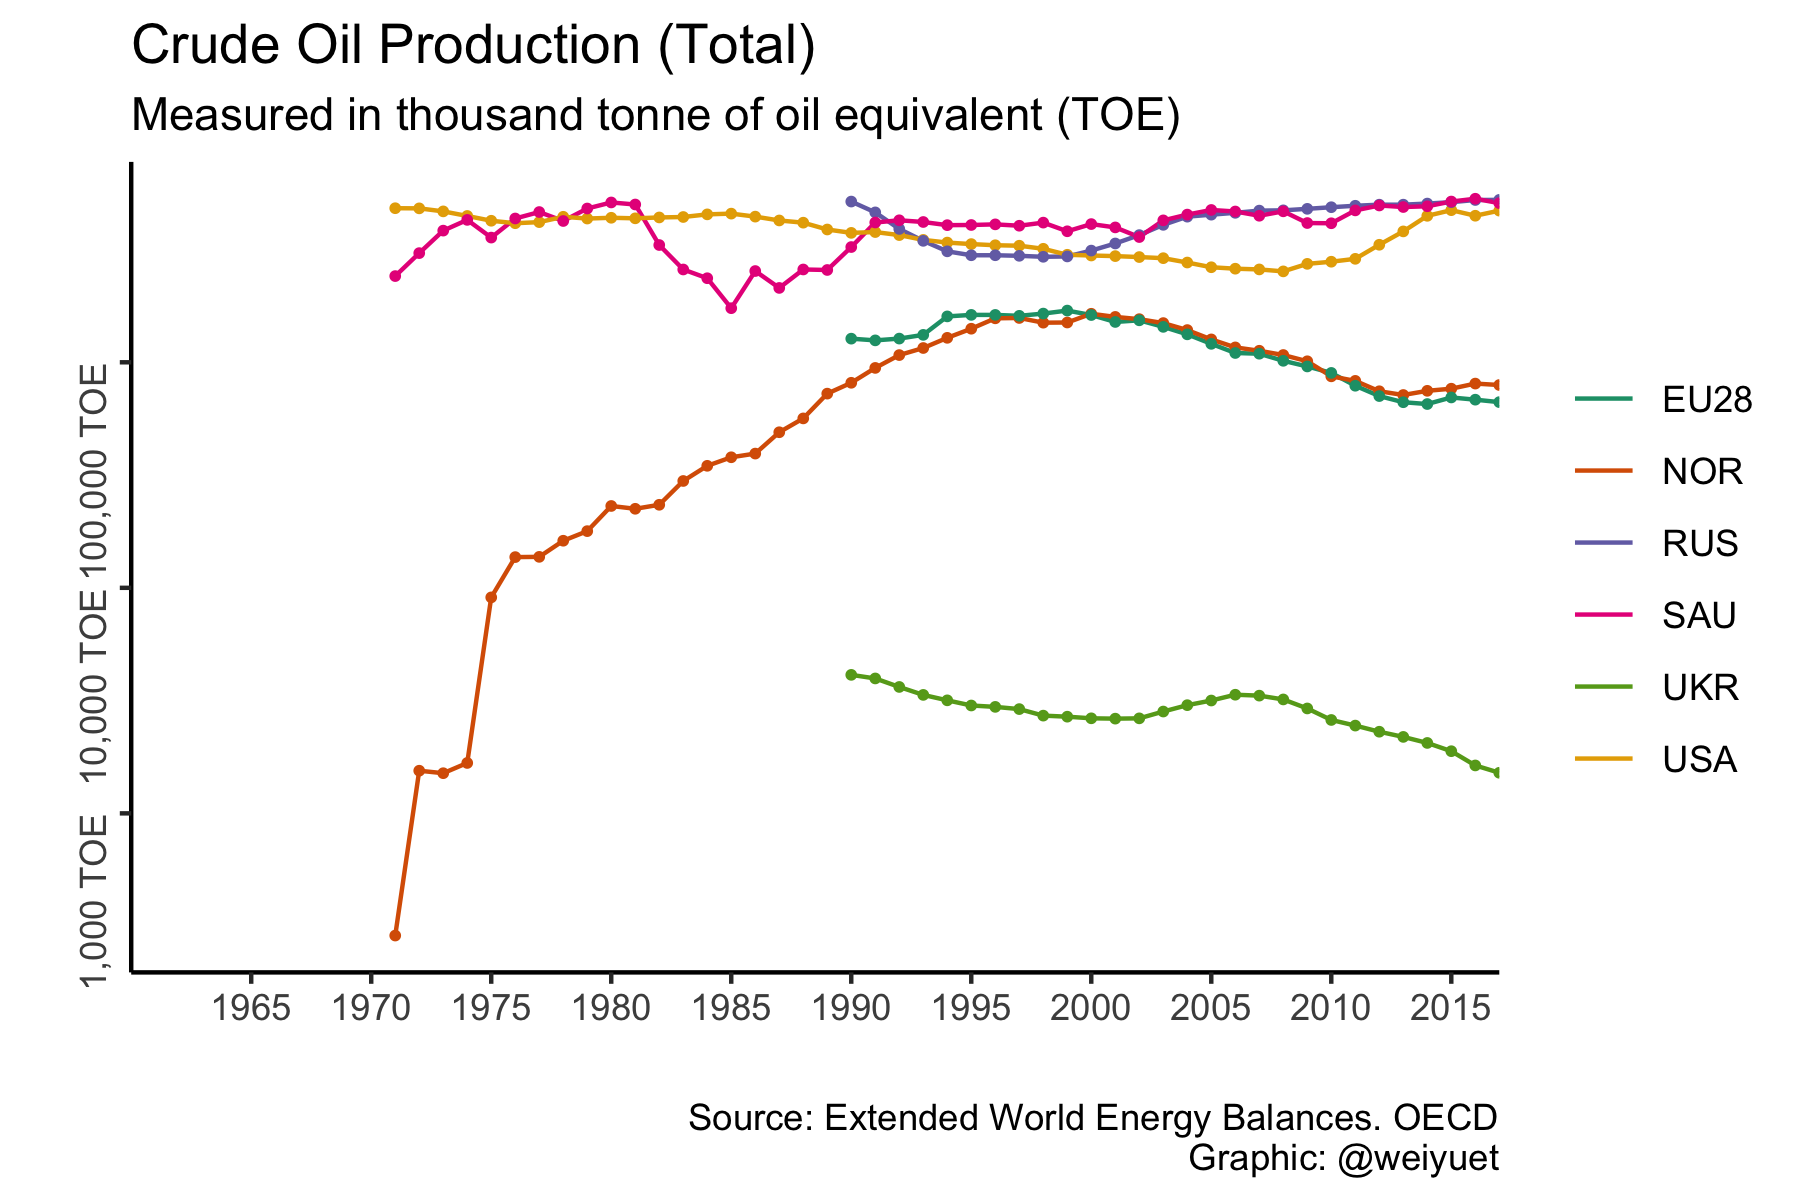 Crude Oil Production (Total)
Measured in thousand tonne of oil equivalent (TOE)
100,000 TOE
10,000 TOE
1,000 TOE
EU28
NOR
RUS
SAU
UKR
USA
1965 1970 1975 1980 1985 1990 1995 2000 2005 2010 2015
Source: Extended World Energy Balances. OECD
Graphic: @weiyuet